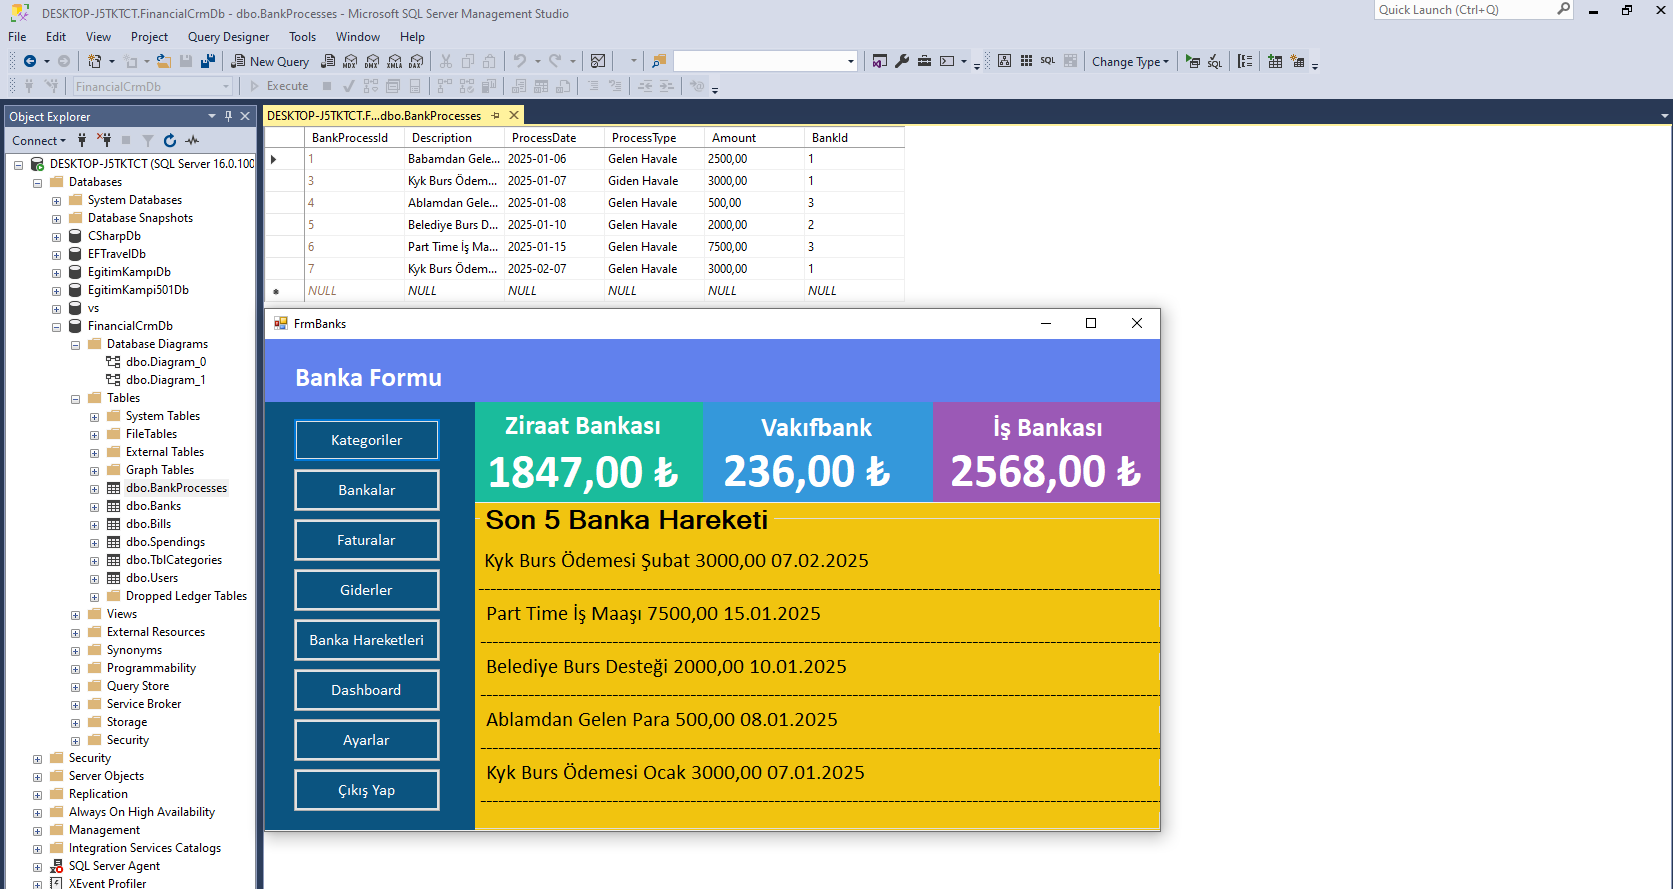 DESKTOP-J5TKTCT.FinancialCrmDb - dbo.BankProcesses - Microsoft SQL Server Management Studio
Quick Launch (Ctrl+Q)
File Edit View Project Query Designer Tools Window Help
New Query MDX DMX XMLA DAX SQL Change Type SQL
FinancialCrmDb Execute
Object Explorer
DESKTOP-J5TKTCT.F...dbo.BankProcesses
Connect
DESKTOP-J5TKTCT (SQL Server 16.0.100
Databases
System Databases
Database Snapshots
CSharpDb
EFTravelDb
EgitimKampıDb
EgitimKampi501Db
vs
FinancialCrmDb
Database Diagrams
dbo.Diagram_0
dbo.Diagram_1
Tables
System Tables
FileTables
External Tables
Graph Tables
dbo.BankProcesses
dbo.Banks
dbo.Bills
dbo.Spendings
dbo.TblCategories
dbo.Users
Dropped Ledger Tables
Views
External Resources
Synonyms
Programmability
Query Store
Service Broker
Storage
Security
Security
Server Objects
Replication
Always On High Availability
Management
Integration Services Catalogs
SQL Server Agent
XEvent Profiler
BankProcessId Description ProcessDate ProcessType Amount BankId
1 Babamdan Gele... 2025-01-06 Gelen Havale 2500,00 1
3 Kyk Burs Ödem... 2025-01-07 Giden Havale 3000,00 1
4 Ablamdan Gele... 2025-01-08 Gelen Havale 500,00 3
5 Belediye Burs D... 2025-01-10 Gelen Havale 2000,00 2
6 Part Time İş Ma... 2025-01-15 Gelen Havale 7500,00 3
7 Kyk Burs Ödem... 2025-02-07 Gelen Havale 3000,00 1
NULL NULL NULL NULL NULL NULL
FrmBanks
Banka Formu
Kategoriler
Bankalar
Faturalar
Giderler
Banka Hareketleri
Dashboard
Ayarlar
Çıkış Yap
Ziraat Bankası
1847,00 ₺
Vakıfbank
236,00 ₺
İş Bankası
2568,00 ₺
Son 5 Banka Hareketi
Kyk Burs Ödemesi Şubat 3000,00 07.02.2025
Part Time İş Maaşı 7500,00 15.01.2025
Belediye Burs Desteği 2000,00 10.01.2025
Ablamdan Gelen Para 500,00 08.01.2025
Kyk Burs Ödemesi Ocak 3000,00 07.01.2025